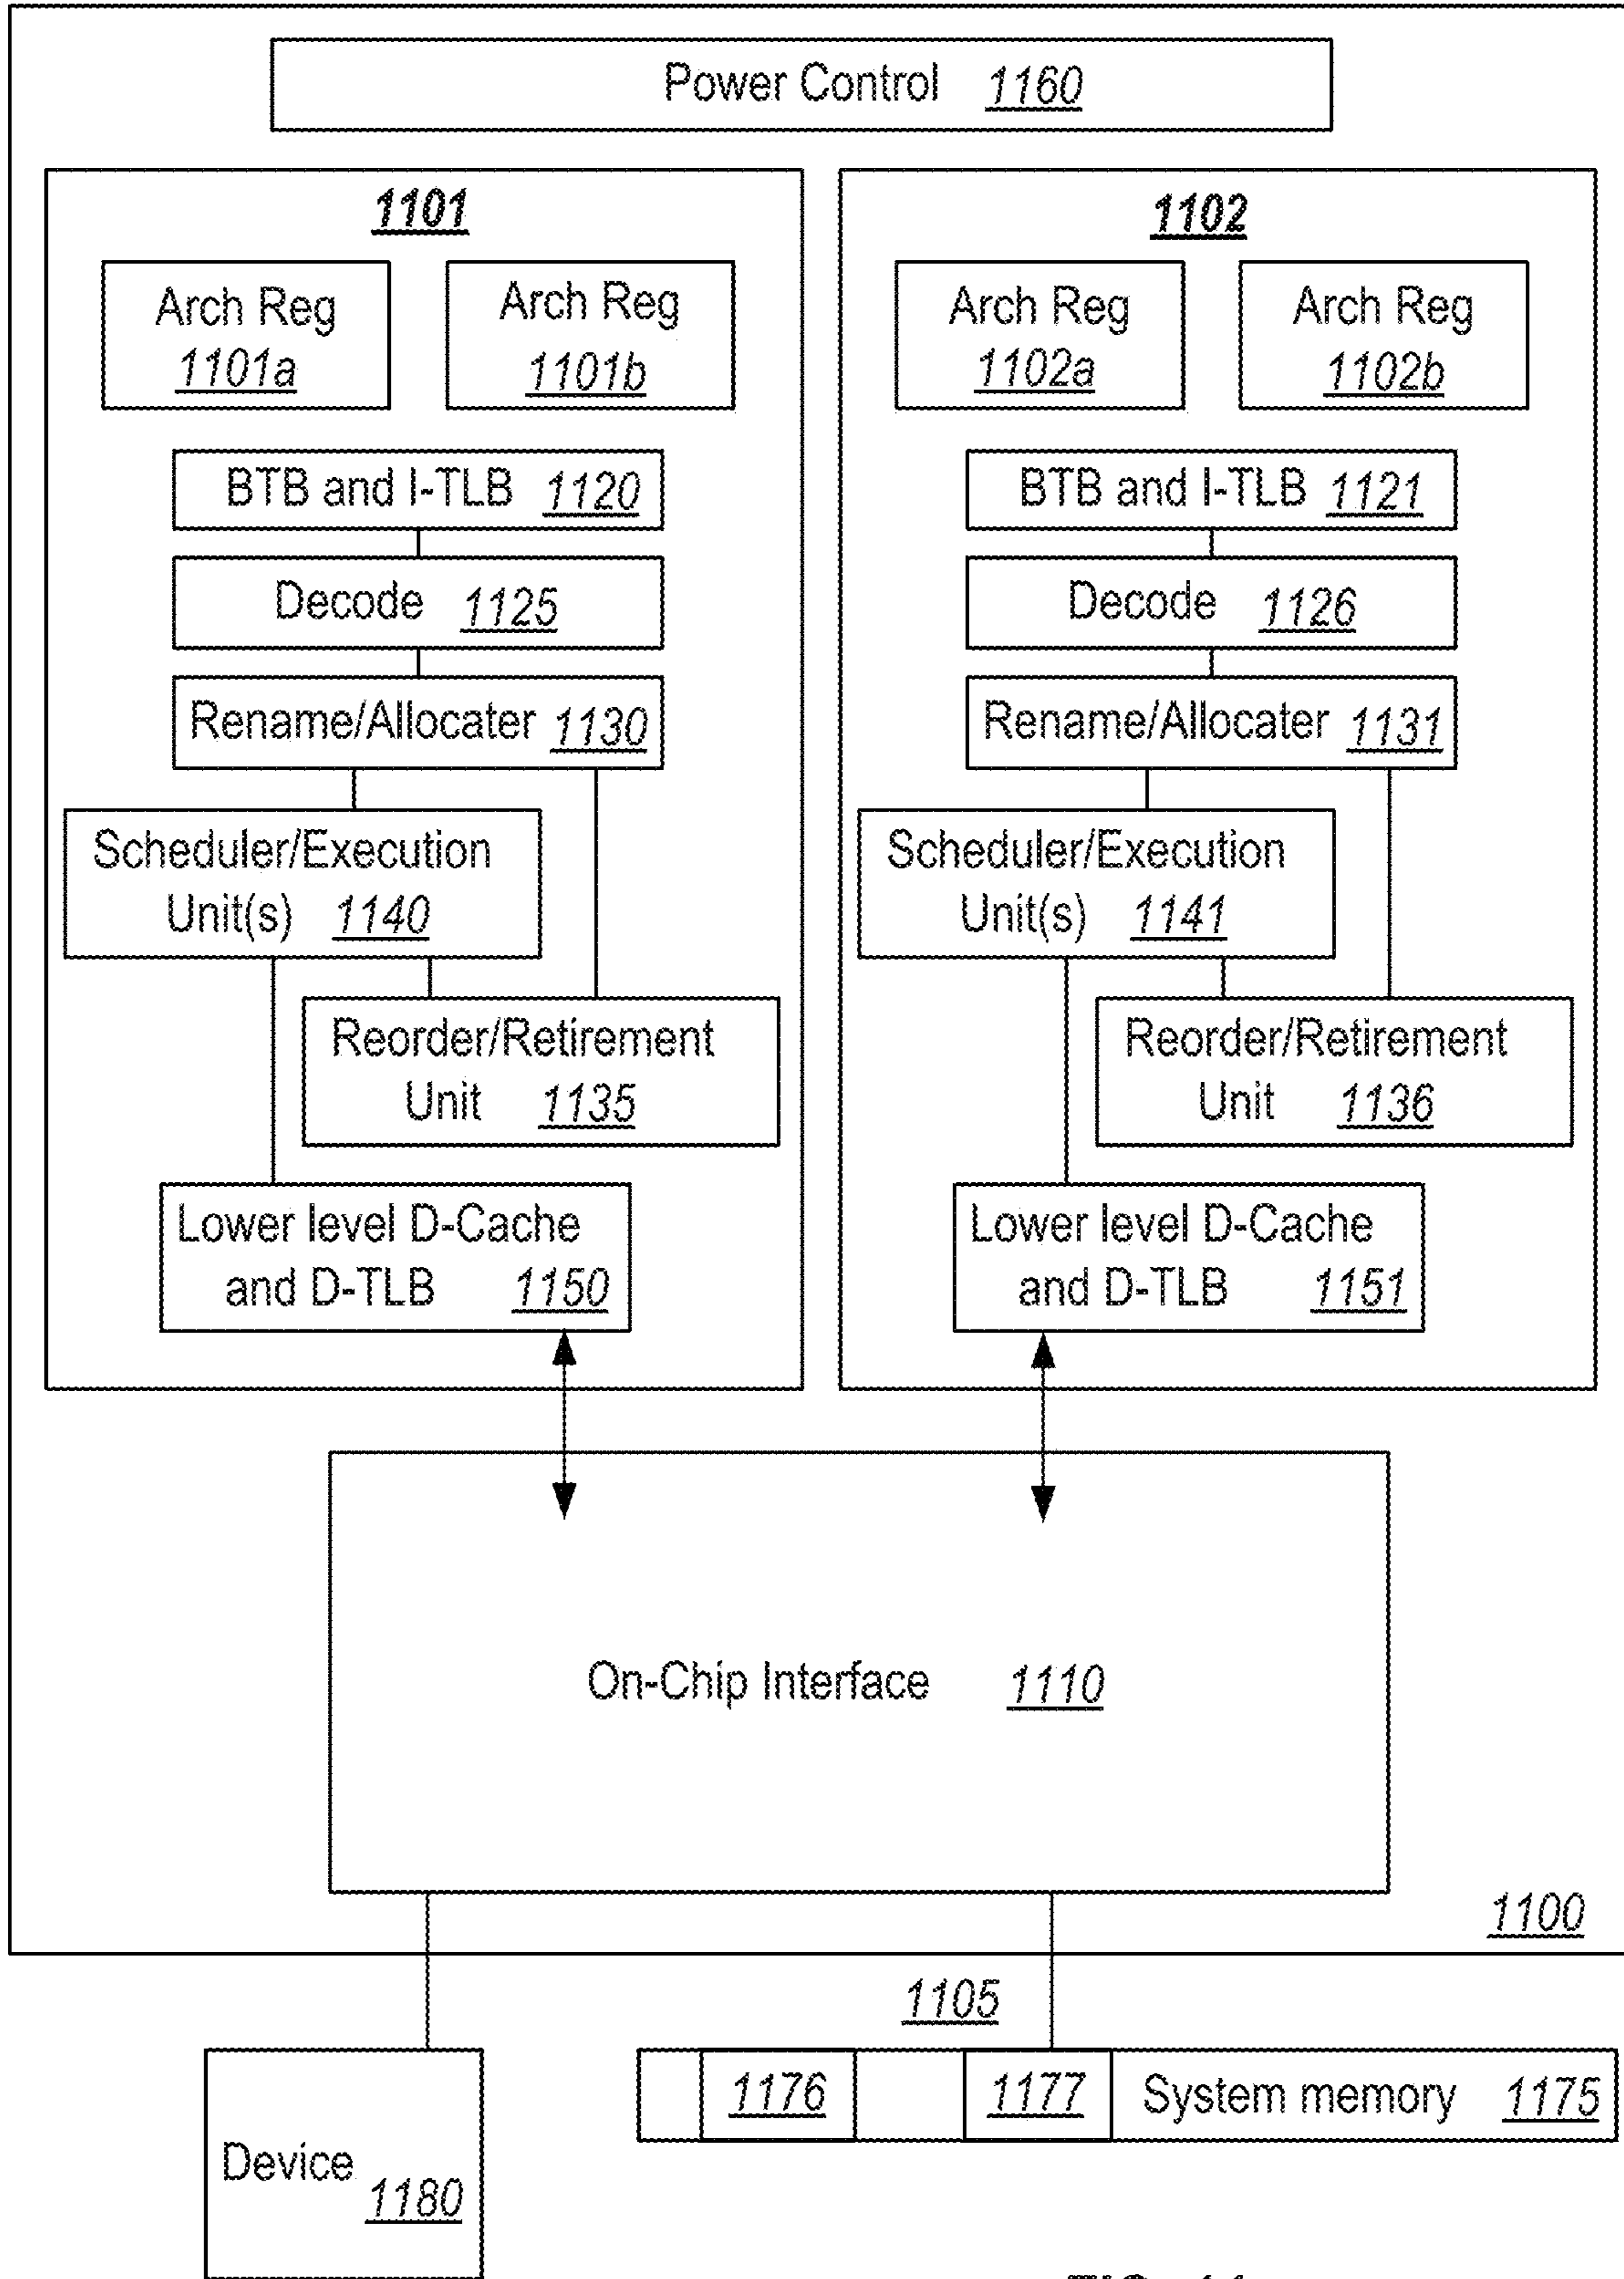 Power Control 1160
1101
Arch Reg
1101a
Arch Reg
1101b
BTB and I-TLB 1120
Decode 1125
Rename/Allocater 1130
Scheduler/Execution
Unit(s) 1140
Reorder/Retirement
Unit 1135
Lower level D-Cache
and D-TLB 1150
1102
Arch Reg
1102a
Arch Reg
1102b
BTB and I-TLB 1121
Decode 1126
Rename/Allocater 1131
Scheduler/Execution
Unit(s) 1141
Reorder/Retirement
Unit 1136
Lower level D-Cache
and D-TLB 1151
On-Chip Interface 1110
1100
1105
1176
1177
System memory 1175
Device 1180